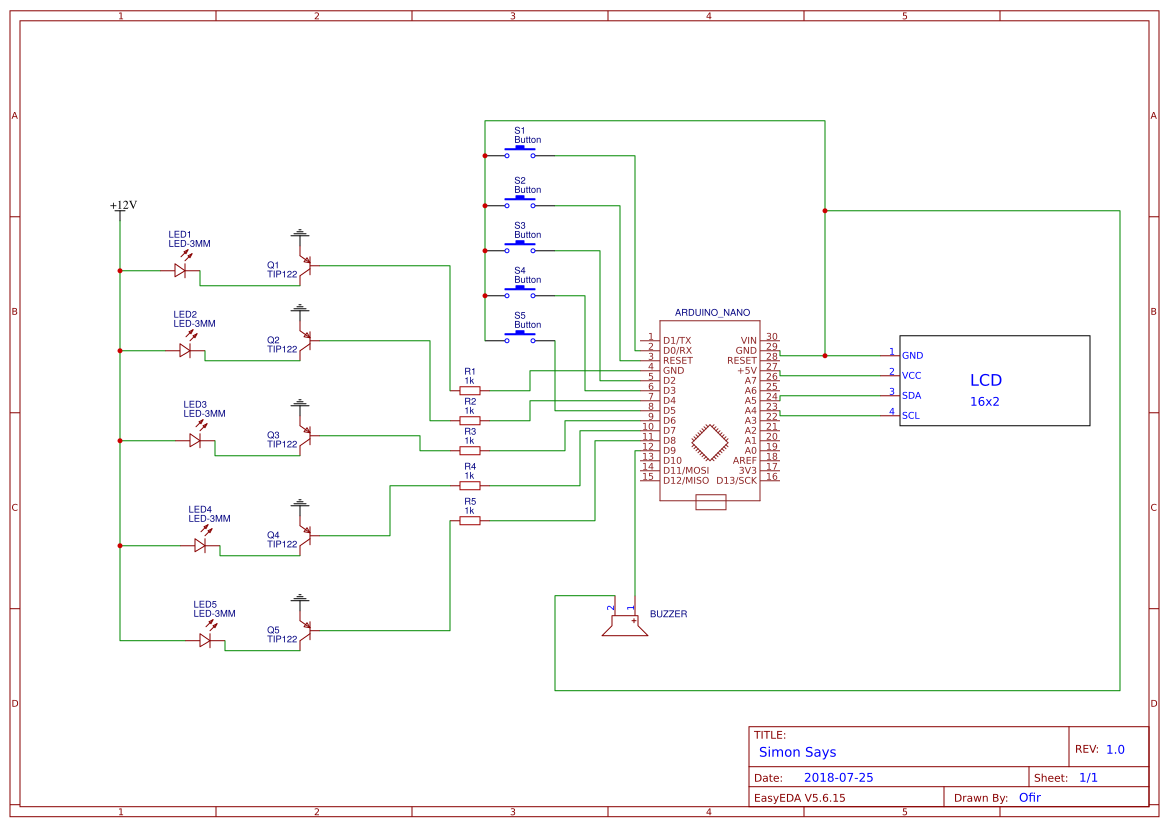 1 2 3 4 5
A A
B B
C C
D D
+12V
LED1
LED-3MM
Q1
TIP122
LED2
LED-3MM
Q2
TIP122
LED3
LED-3MM
Q3
TIP122
LED4
LED-3MM
Q4
TIP122
LED5
LED-3MM
Q5
TIP122
S1
Button
S2
Button
S3
Button
S4
Button
S5
Button
R1
1k
R2
1k
R3
1k
R4
1k
R5
1k
ARDUINO_NANO
1 D1/TX VIN 30
2 D0/RX GND 29
3 RESET RESET 28
4 GND +5V 27
5 D2 A7 26
6 D3 A6 25
7 D4 A5 24
8 D5 A4 23
9 D6 A3 22
10 D7 A2 21
11 D8 A1 20
12 D9 A0 19
13 D10 AREF 18
14 D11/MOSI 3V3 17
15 D12/MISO D13/SCK 16
1 GND
2 VCC
3 SDA
4 SCL
LCD
16x2
2 1
+
BUZZER
TITLE:
Simon Says
REV: 1.0
Date: 2018-07-25
Sheet: 1/1
EasyEDA V5.6.15
Drawn By: Ofir
1 2 3 4 5